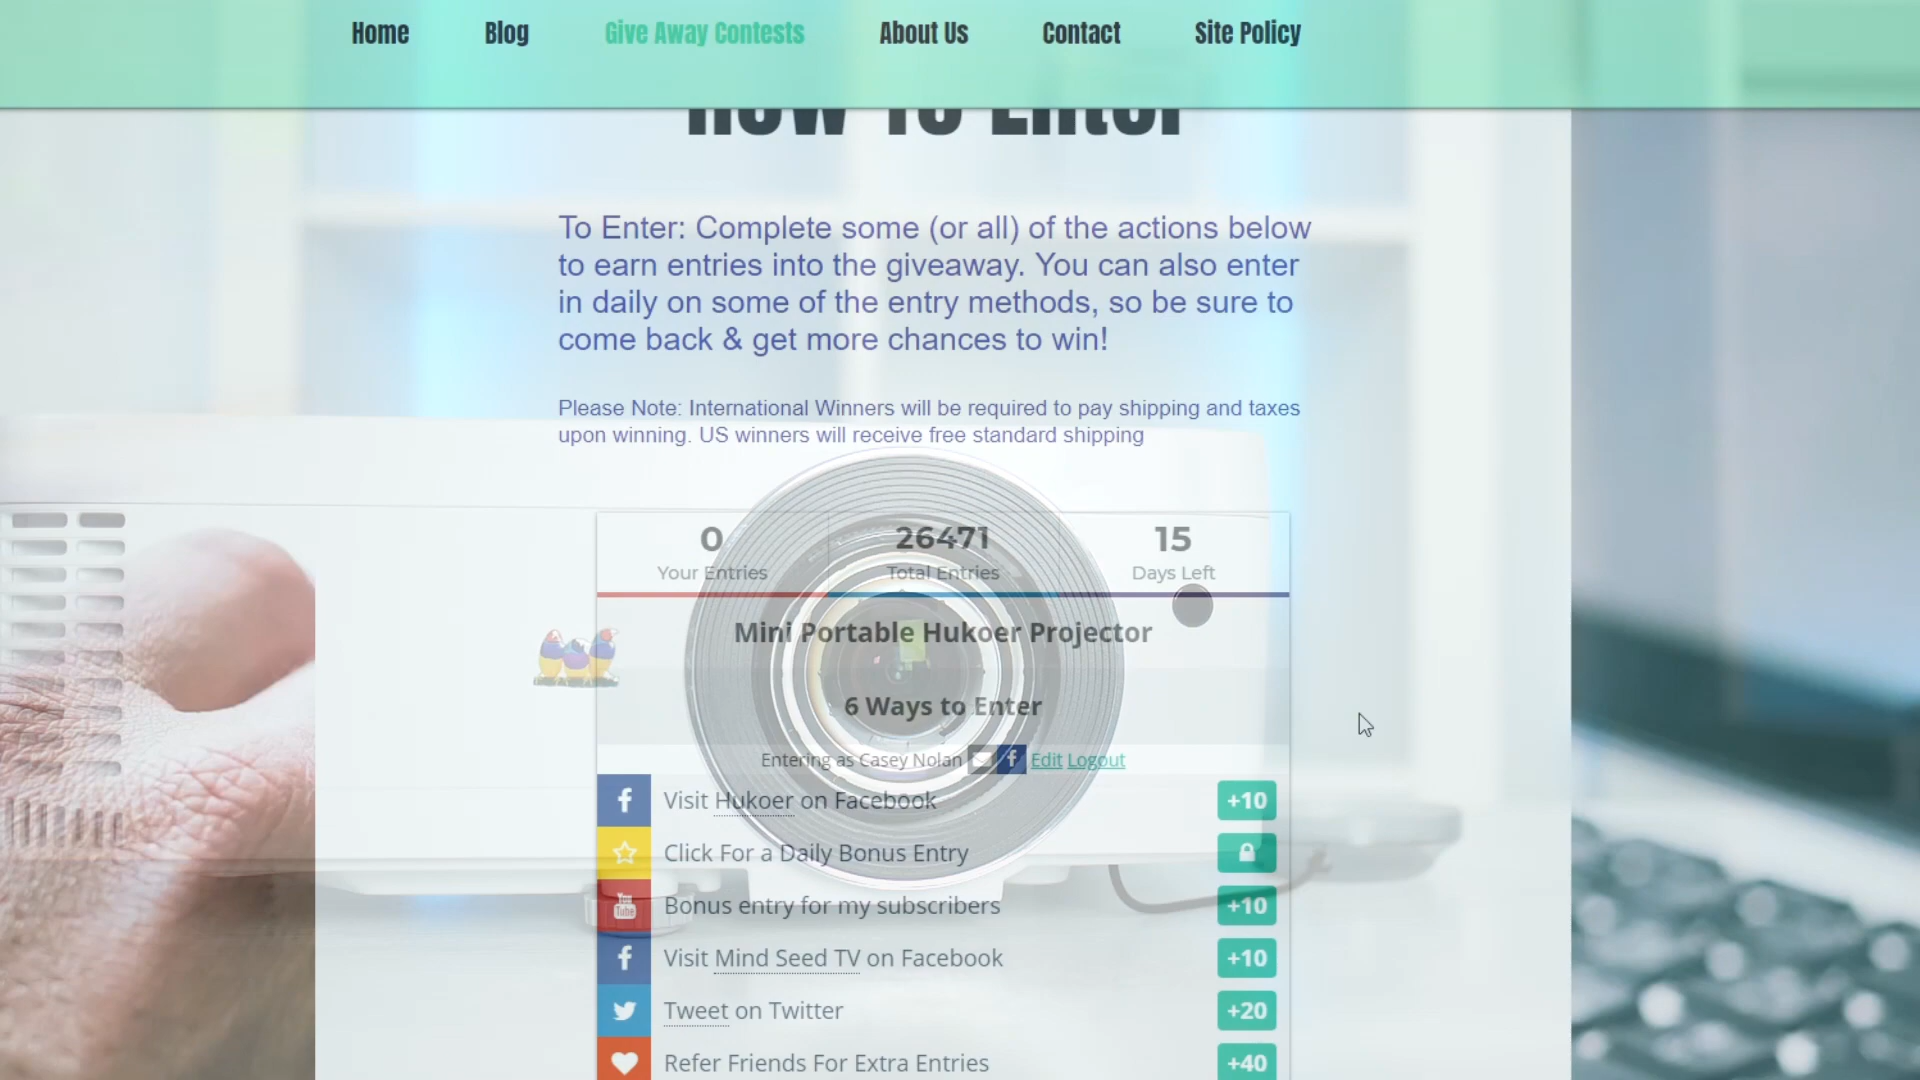 Home Blog Give Away Contests About Us Contact Site Policy
How To Enter
To Enter: Complete some (or all) of the actions below
to earn entries into the giveaway. You can also enter
in daily on some of the entry methods, so be sure to
come back & get more chances to win!
Please Note: International Winners will be required to pay shipping and taxes
upon winning. US winners will receive free standard shipping
0 26471 15
Your Entries Total Entries Days Left
Mini Portable Hukoer Projector
6 Ways to Enter
Entering as Casey Nolan f Edit Logout
f Visit Hukoer on Facebook +10
Click For a Daily Bonus Entry
You Tube Bonus entry for my subscribers +10
f Visit Mind Seed TV on Facebook +10
Tweet on Twitter +20
Refer Friends For Extra Entries +40